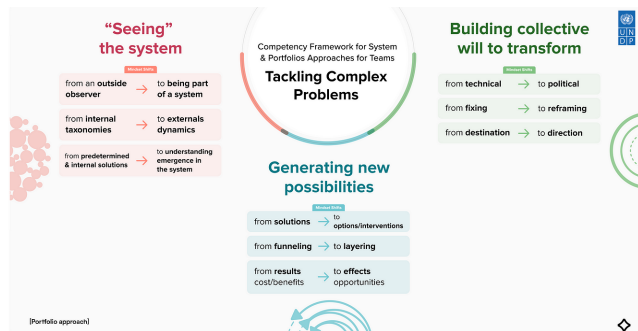 “Seeing”
the system
Mindset Skills
from an outside
observer
to being part
of a system
from internal
taxonomies
to externals
dynamics
from predetermined
& internal solutions
to understanding
emergence in
the system
Competency Framework for System
& Portfolios Approaches for Teams
Tackling Complex
Problems
Generating new
possibilities
Mindset Skills
from solutions
to
options/interventions
from funneling
to layering
from results
cost/benefits
to effects
opportunities
Building collective
will to transform
Mindset Skills
from technical
to political
from fixing
to reframing
from destination
to direction
U N
D P
[Portfolio approach]